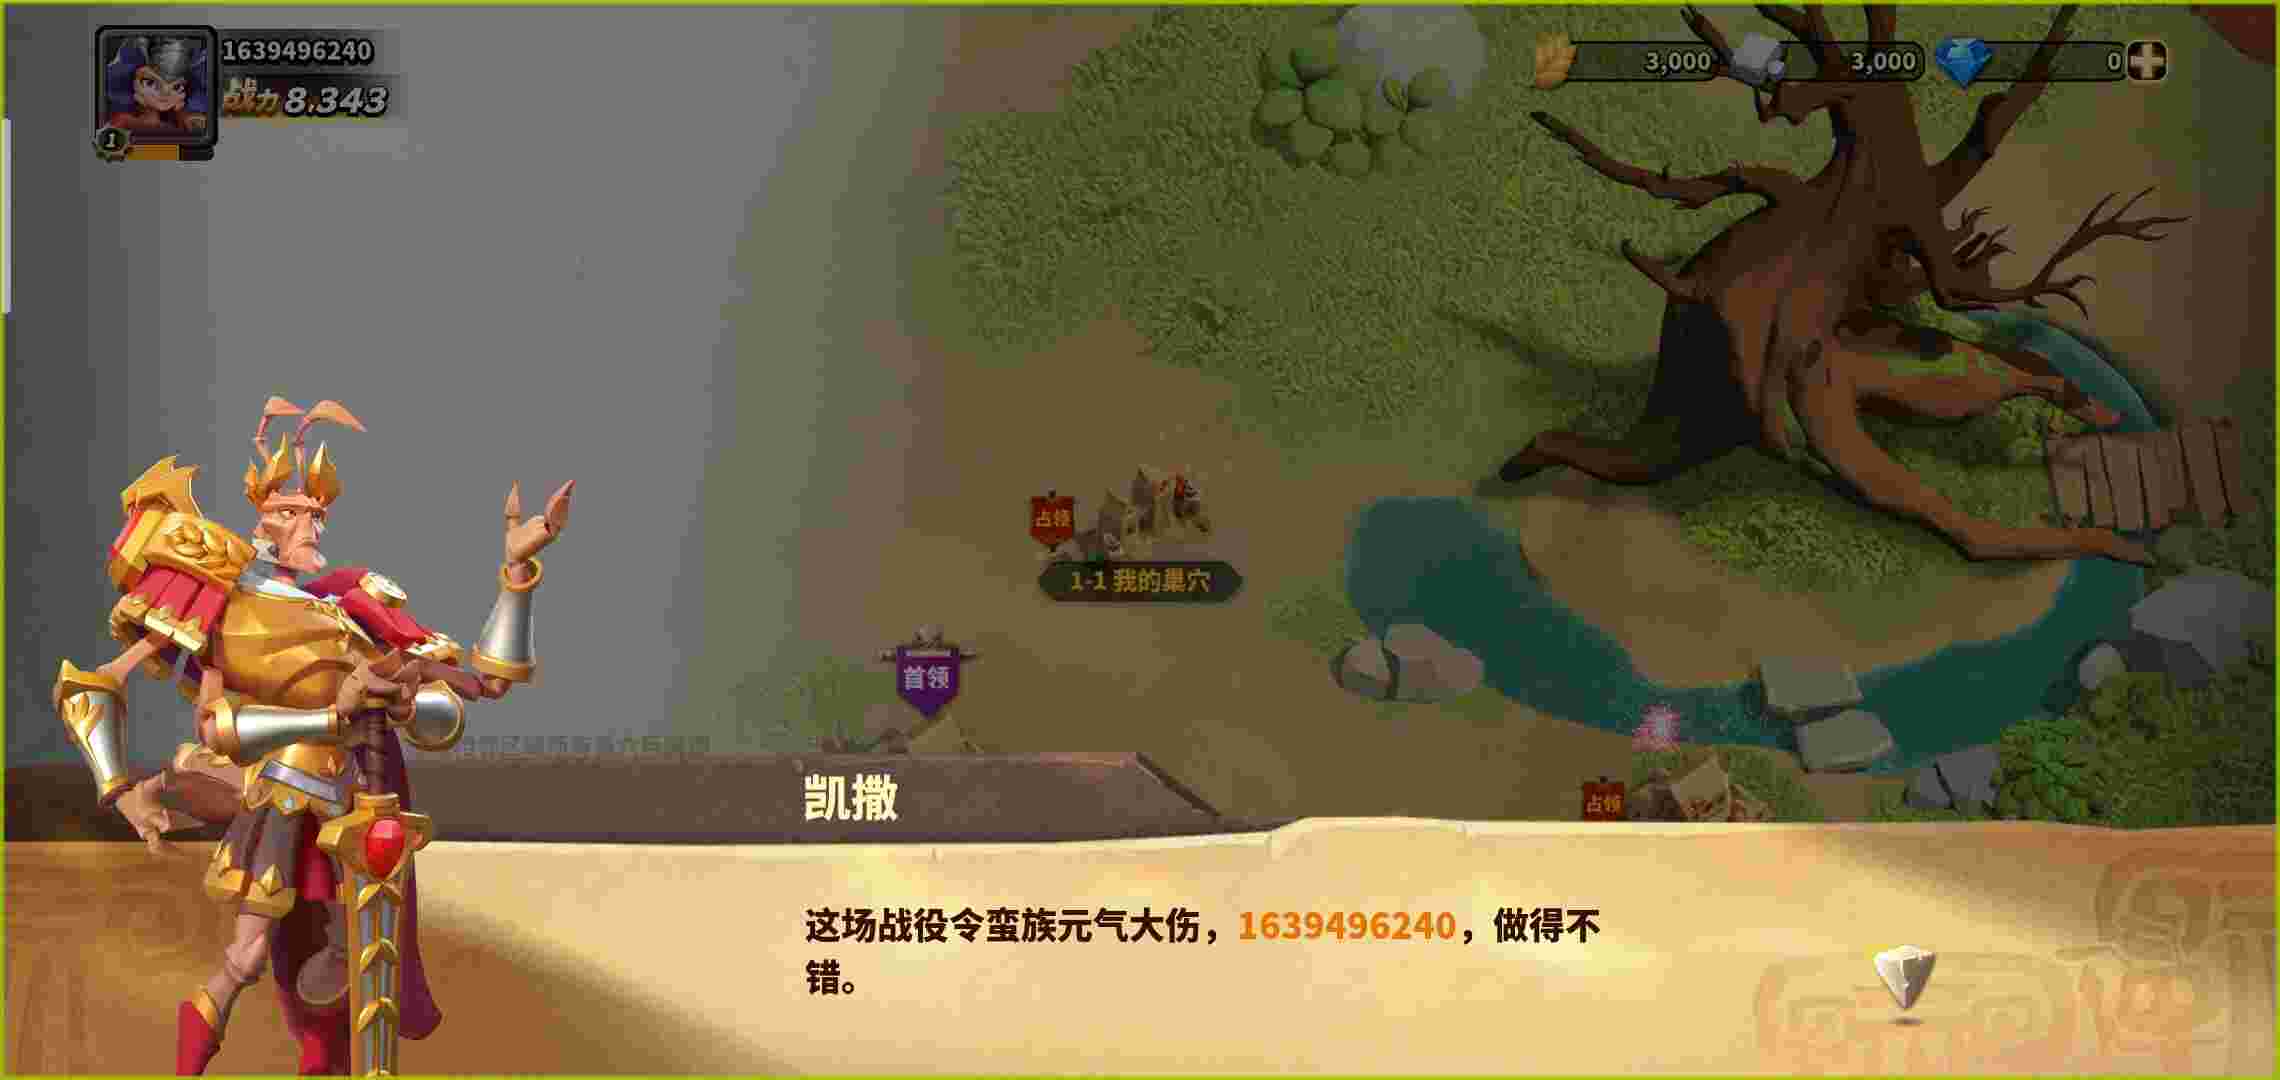 1639496240
战力 8,343
1
3,000
3,000
0
占领
1-1 我的巢穴
首领
占领
凯撒
这场战役令蛮族元气大伤，1639496240，做得不
错。